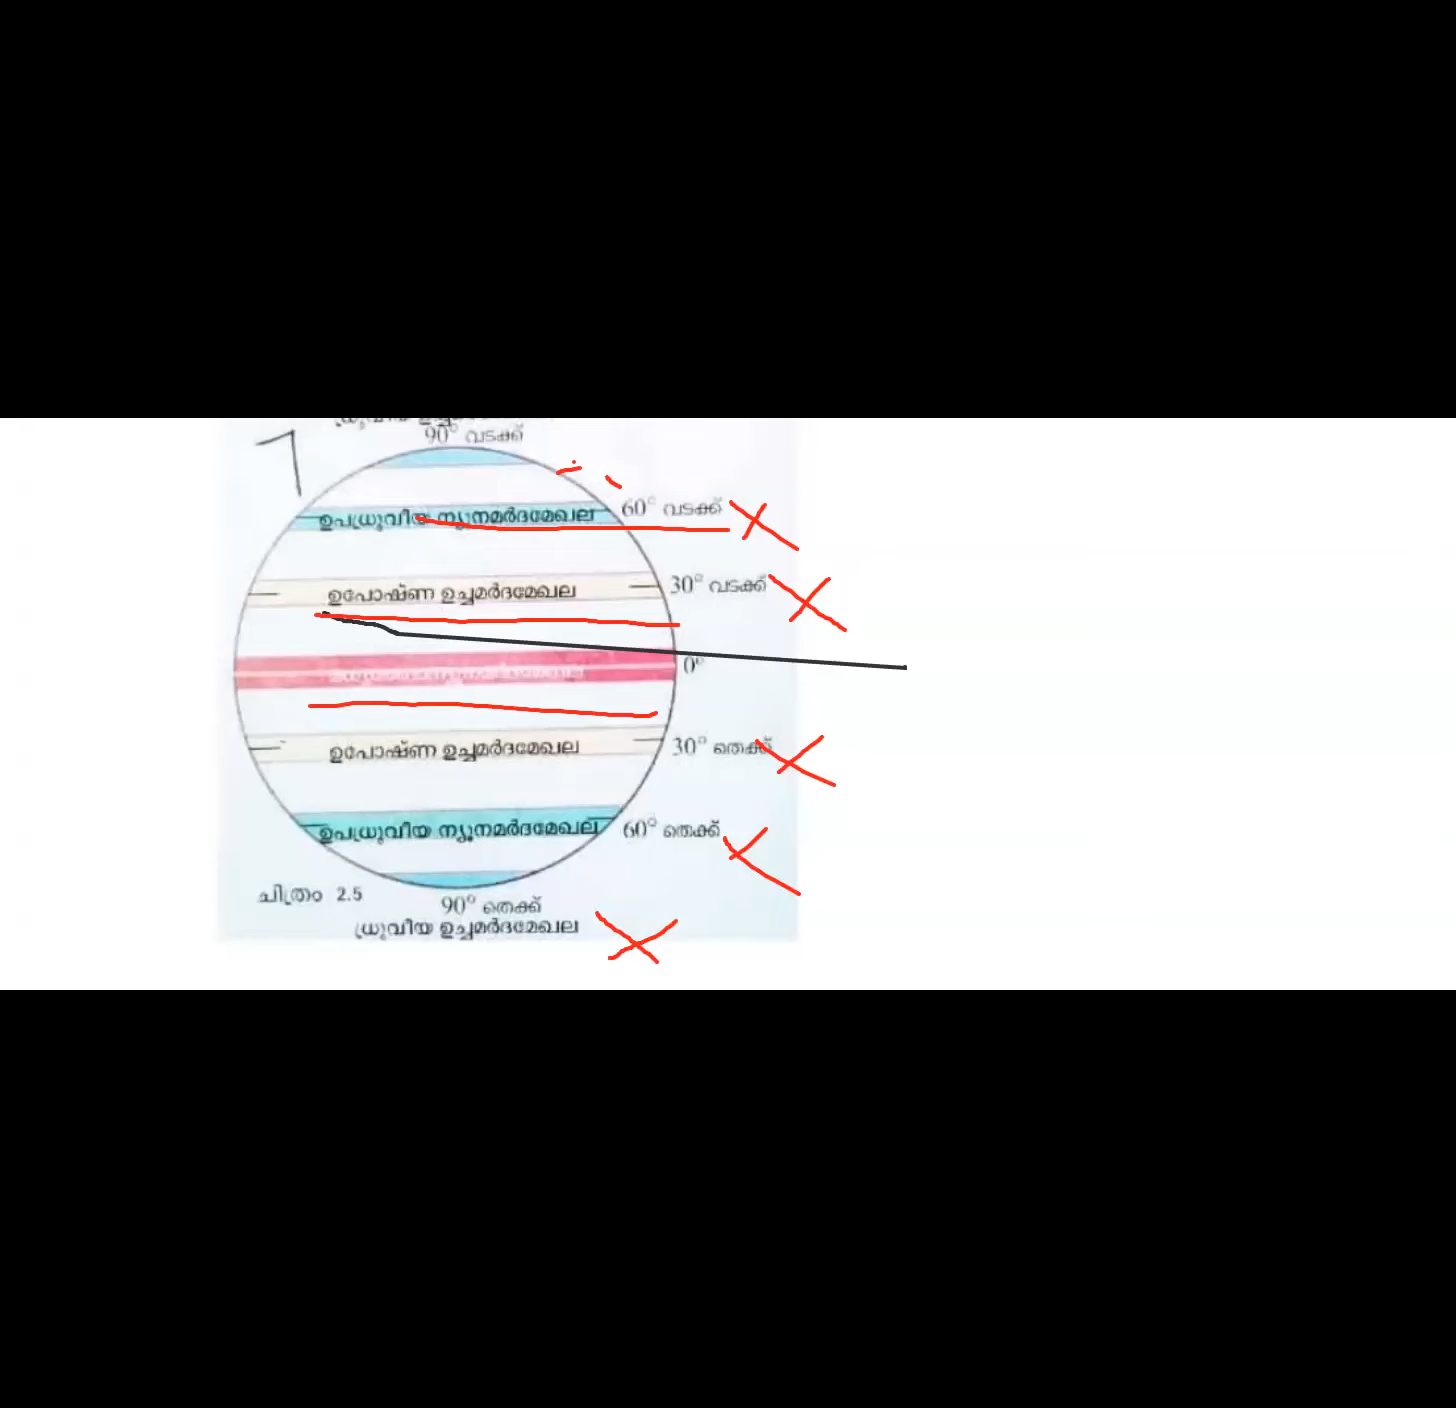 90° വടക്ക്
ഉപധ്രുവീയ ന്യൂനമർദമേഖല 60° വടക്ക്
ഉപോഷ്ണ ഉച്ചമർദമേഖല 30° വടക്ക്
0°
ഉപോഷ്ണ ഉച്ചമർദമേഖല 30° തെക്ക്
ഉപധ്രുവീയ ന്യൂനമർദമേഖല 60° തെക്ക്
ചിത്രം 2.5
90° തെക്ക്
ധ്രുവീയ ഉച്ചമർദമേഖല